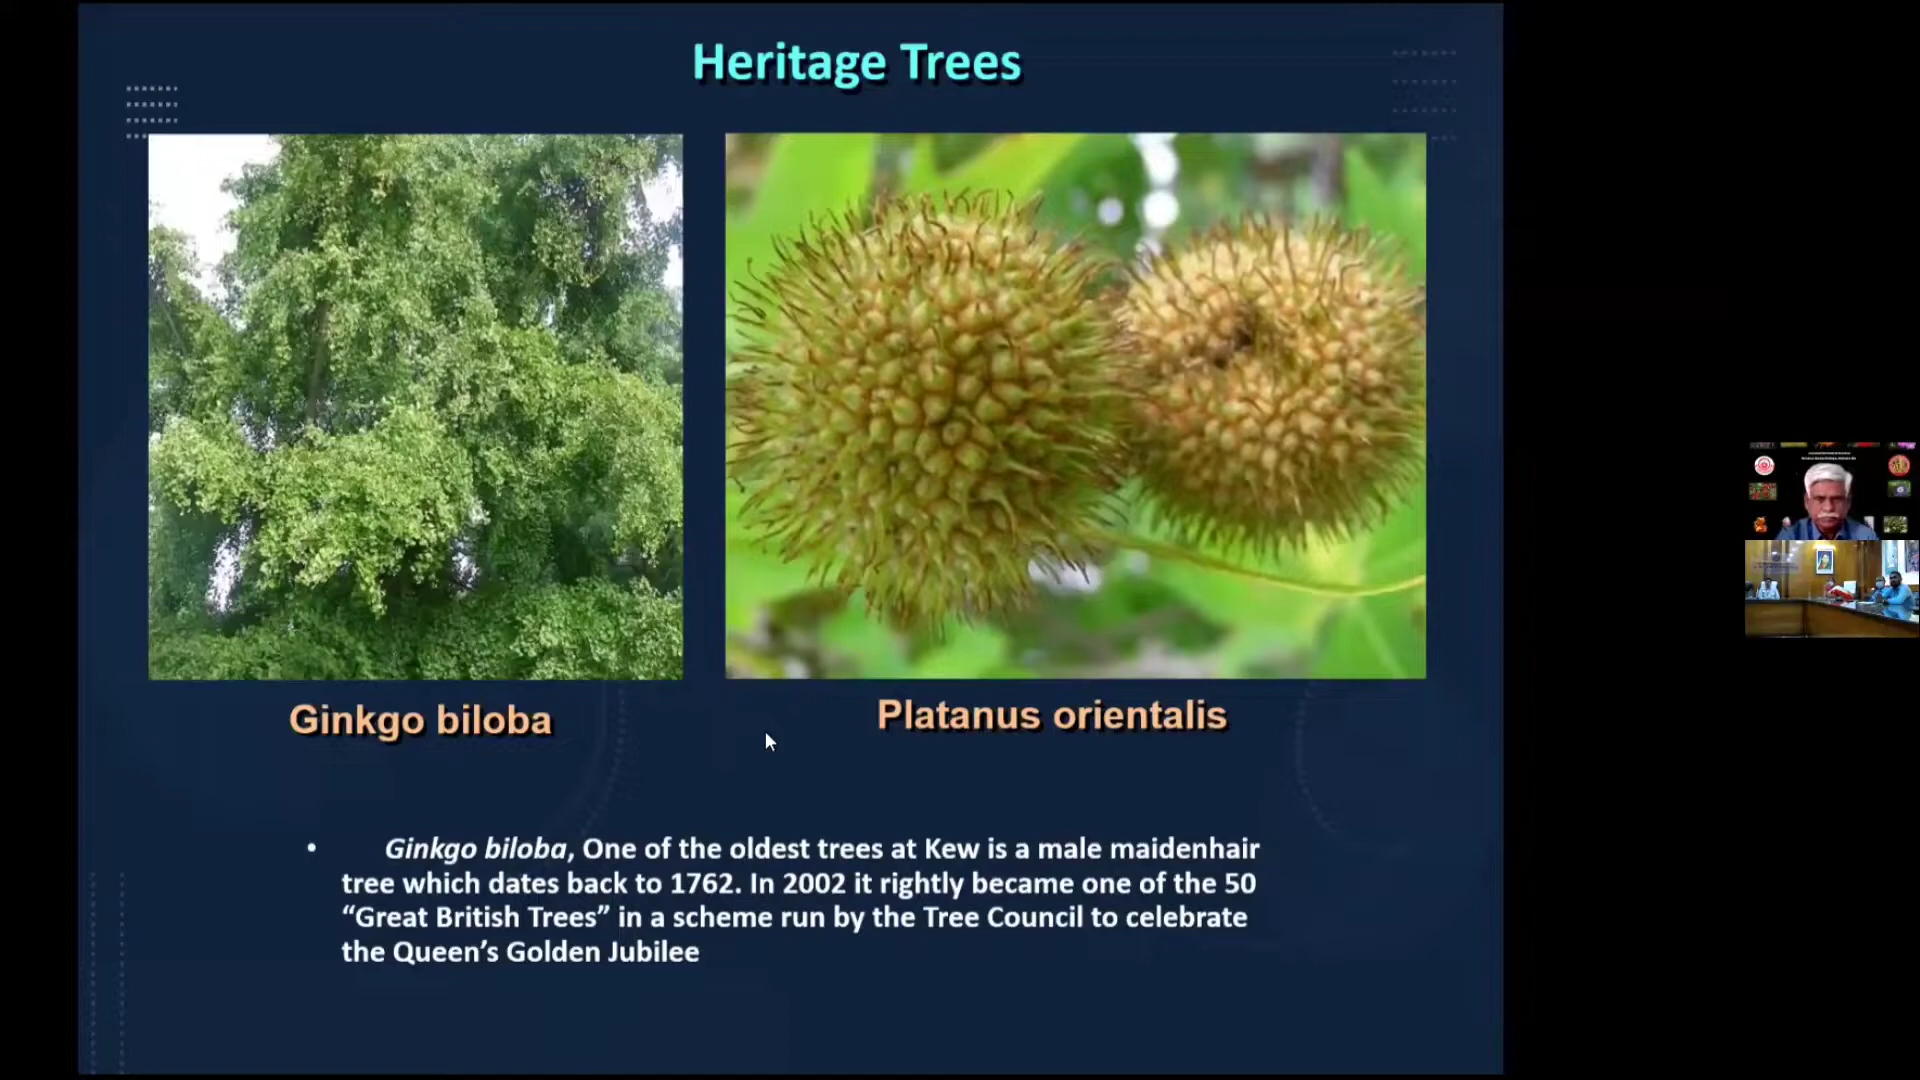 Heritage Trees
Ginkgo biloba
Platanus orientalis
• Ginkgo biloba, One of the oldest trees at Kew is a male maidenhair
tree which dates back to 1762. In 2002 it rightly became one of the 50
“Great British Trees” in a scheme run by the Tree Council to celebrate
the Queen’s Golden Jubilee